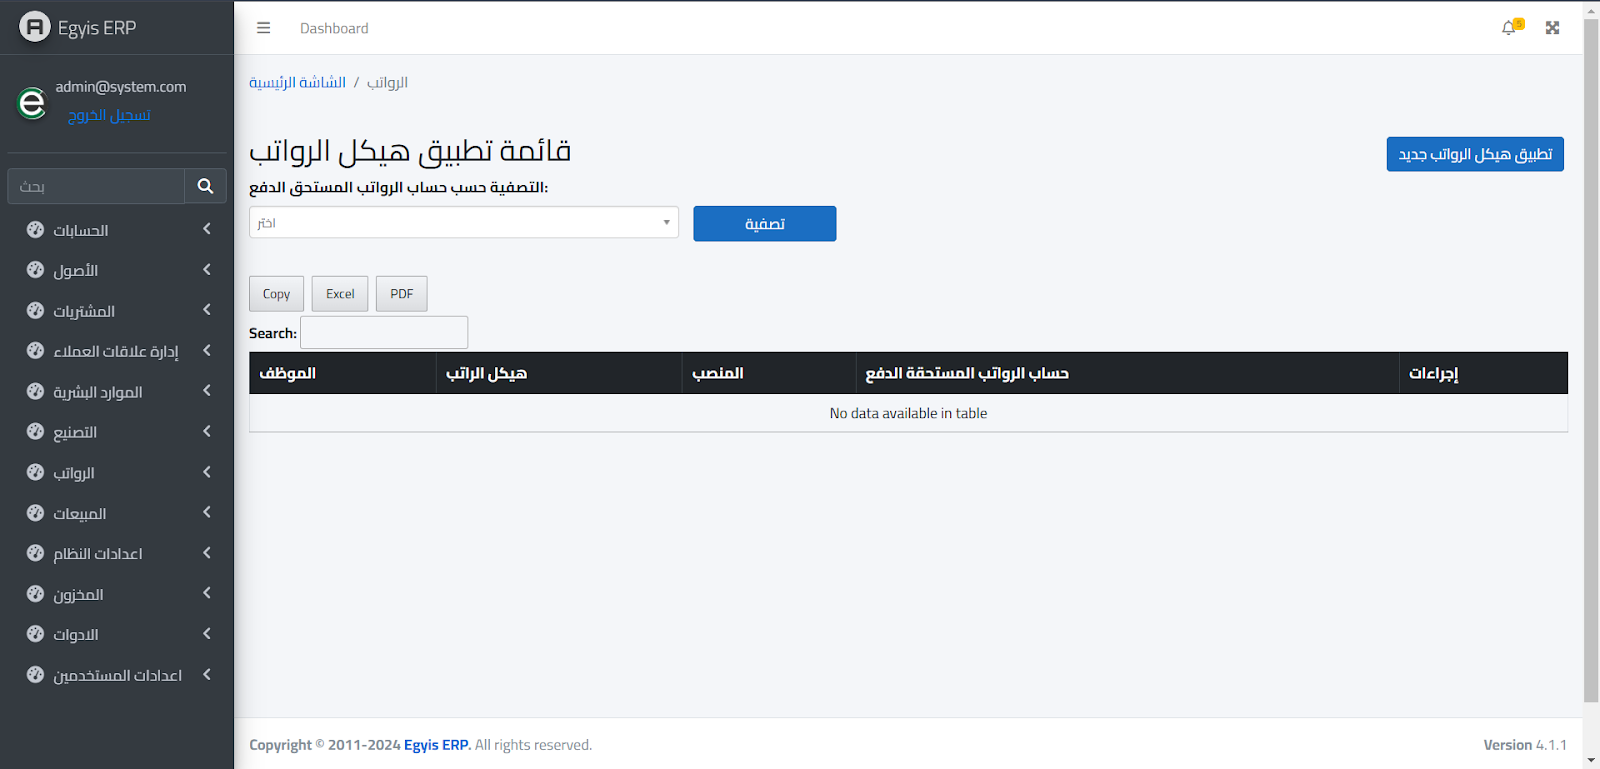 Egyis ERP
admin@system.com
تسجيل الخروج
بحث
الحسابات
الأصول
المشتريات
إدارة علاقات العملاء
الموارد البشرية
التصنيع
الرواتب
المبيعات
اعدادات النظام
المخزون
الادوات
اعدادات المستخدمين
Dashboard
5
الشاشة الرئيسية / الرواتب
قائمة تطبيق هيكل الرواتب
تطبيق هيكل الرواتب جديد
التصفية حسب حساب الرواتب المستحق الدفع:
اختر
تصفية
Copy Excel PDF
Search:
الموظف هيكل الراتب المنصب حساب الرواتب المستحقة الدفع إجراءات
No data available in table
Copyright © 2011-2024 Egyis ERP. All rights reserved.
Version 4.1.1